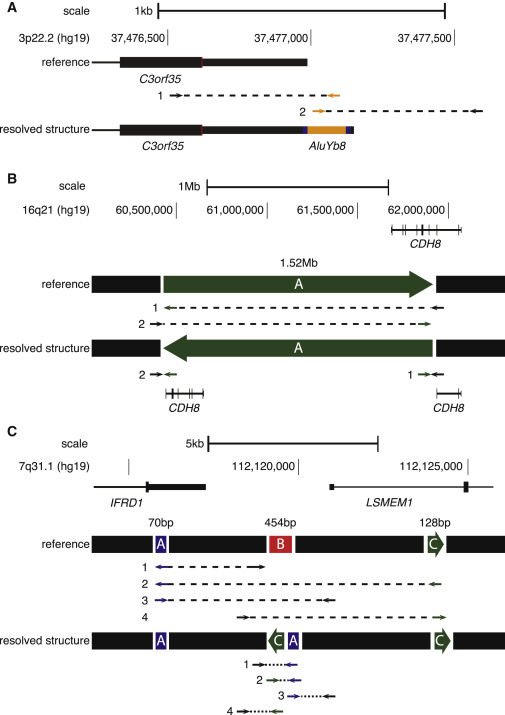 A
scale 1kb
3p22.2 (hg19) 37,476,500 37,477,000 37,477,500
reference
C3orf35
1
2
resolved structure
C3orf35 AluYb8
B
scale 1Mb
16q21 (hg19) 60,500,000 61,000,000 61,500,000 62,000,000
CDH8
1.52Mb
reference A
1
2
resolved structure A
2 1
CDH8 CDH8
C
scale 5kb
7q31.1 (hg19) 112,120,000 112,125,000
IFRD1 LSMEM1
70bp 454bp 128bp
reference A B C
1
2
3
4
resolved structure A C A C
1
2
3
4